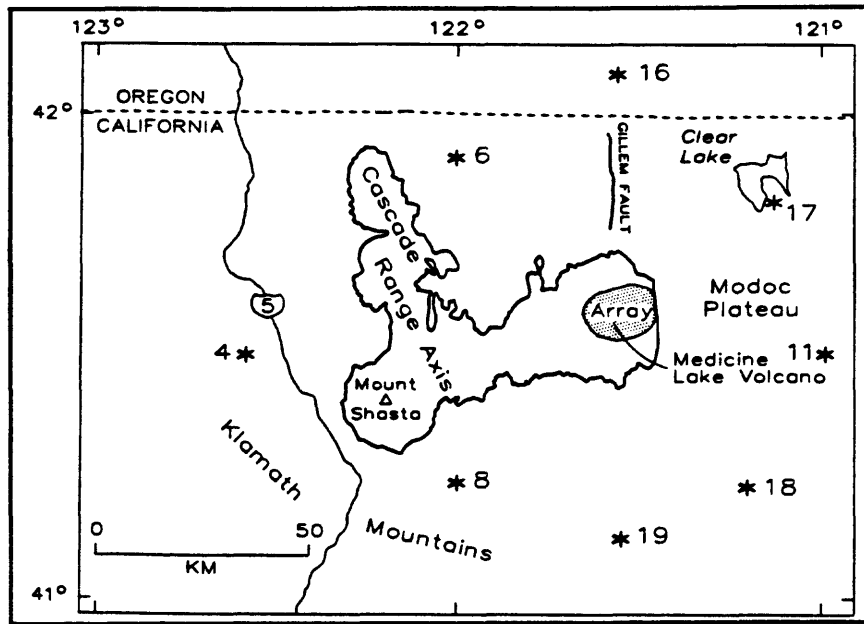 123°
122°
121°
* 16
OREGON
42°
CALIFORNIA
* 6
GILLEM FAULT
Clear
Lake
* 17
Cascade
Range
Axis
Modoc
Plateau
Array
5
4 *
11 *
Medicine
Lake Volcano
Mount
Shasta
Klamath
Mountains
* 8
* 18
* 19
0 50
KM
41°